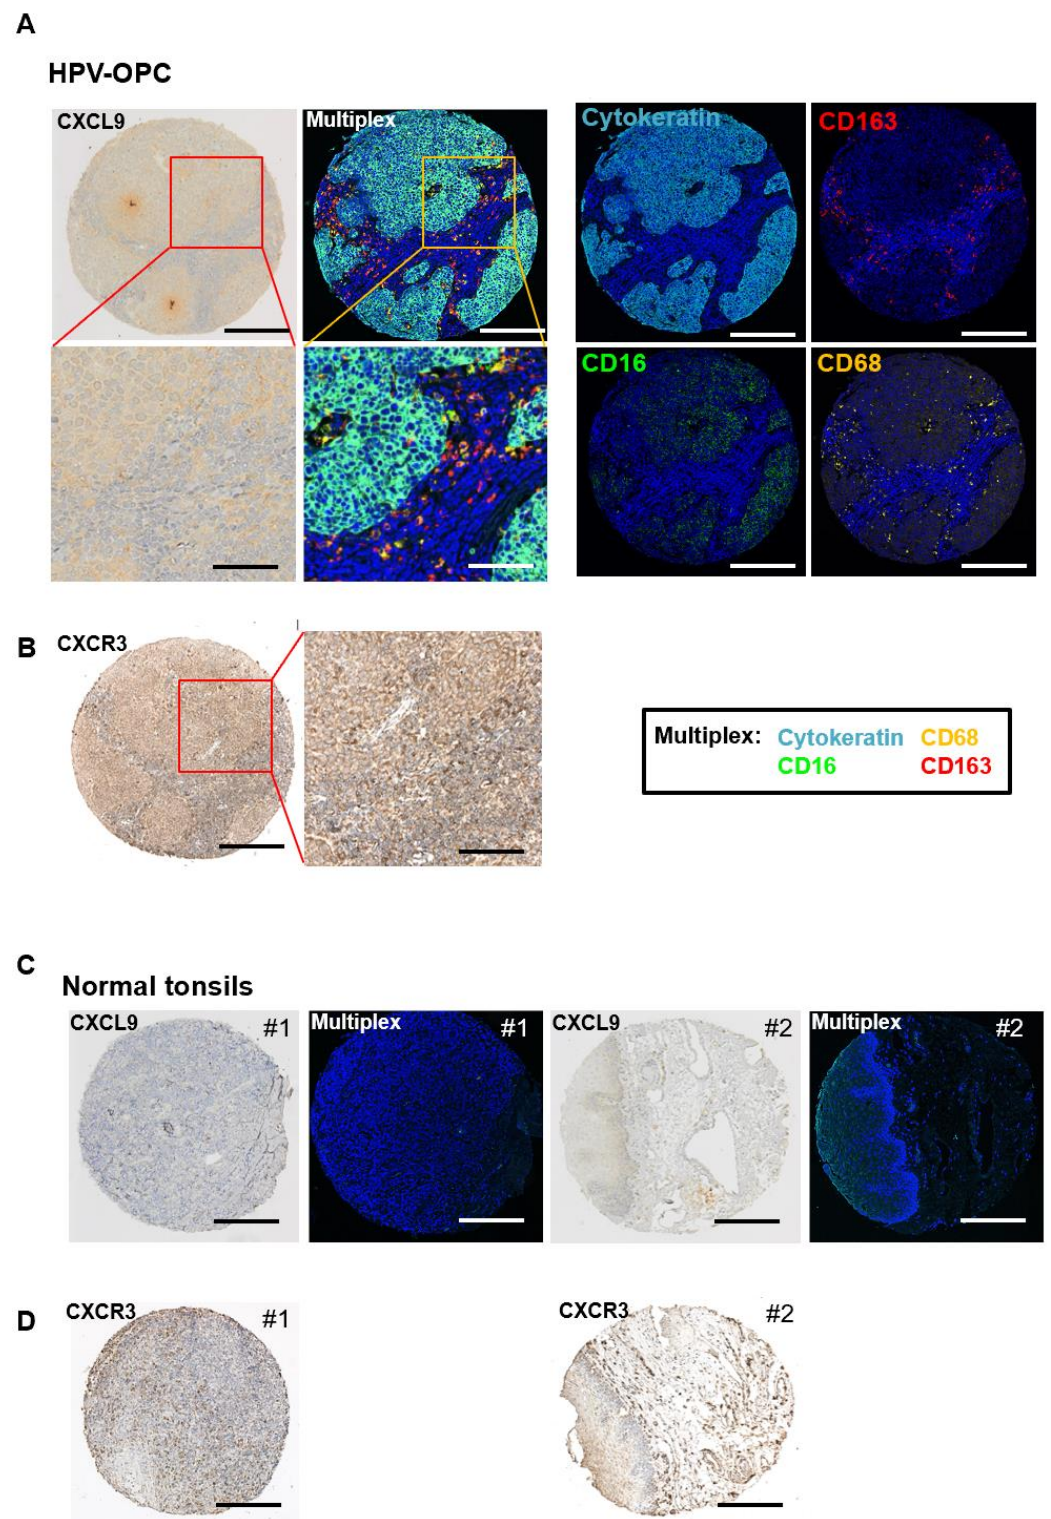 A
HPV-OPC
CXCL9
Multiplex
Cytokeratin
CD163
CD16
CD68
B
CXCR3
Multiplex: Cytokeratin CD68
CD16 CD163
C
Normal tonsils
CXCL9 #1
Multiplex #1
CXCL9 #2
Multiplex #2
D
CXCR3 #1
CXCR3 #2